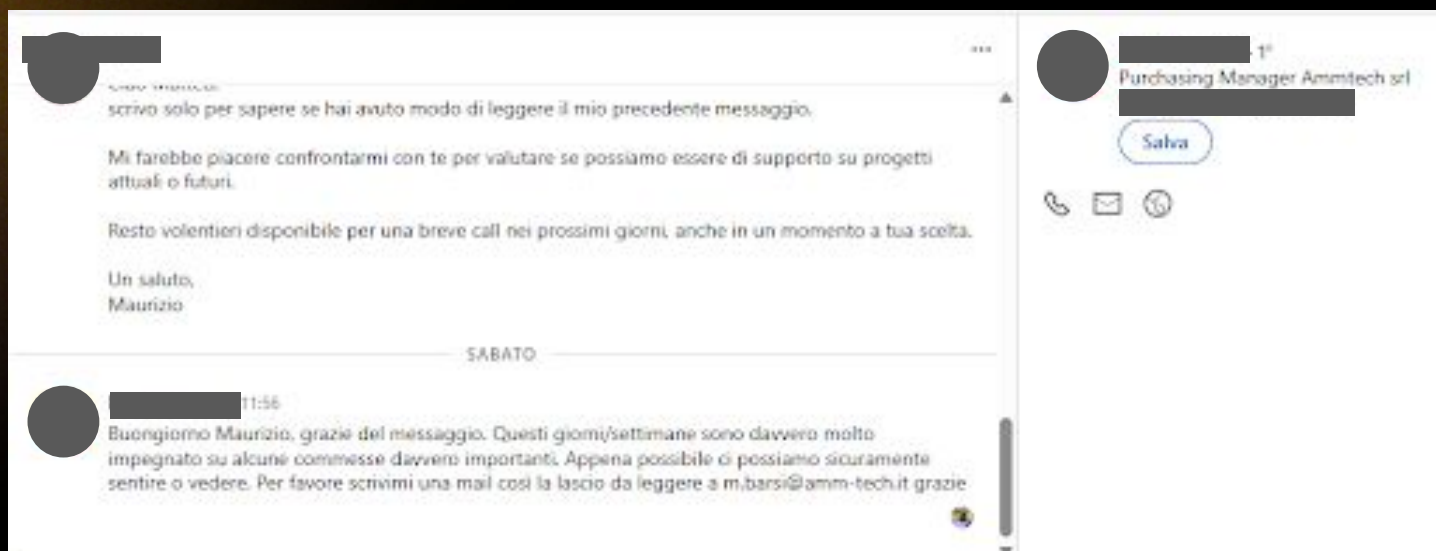 scrivo solo per sapere se hai avuto modo di leggere il mio precedente messaggio.
Mi farebbe piacere confrontarmi con te per valutare se possiamo essere di supporto su progetti
attuali o futuri.
Resto volentieri disponibile per una breve call nei prossimi giorni, anche in un momento a tua scelta.
Un saluto,
Maurizio
SABATO
11:56
Buongiorno Maurizio, grazie del messaggio. Questi giorni/settimane sono davvero molto
impegnato su alcune commesse davvero importanti. Appena possibile ci possiamo sicuramente
sentire o vedere. Per favore scrivimi una mail così la lascio da leggere a m.barsi@amm-tech.it grazie
1°
Purchasing Manager Ammtech srl
Salva